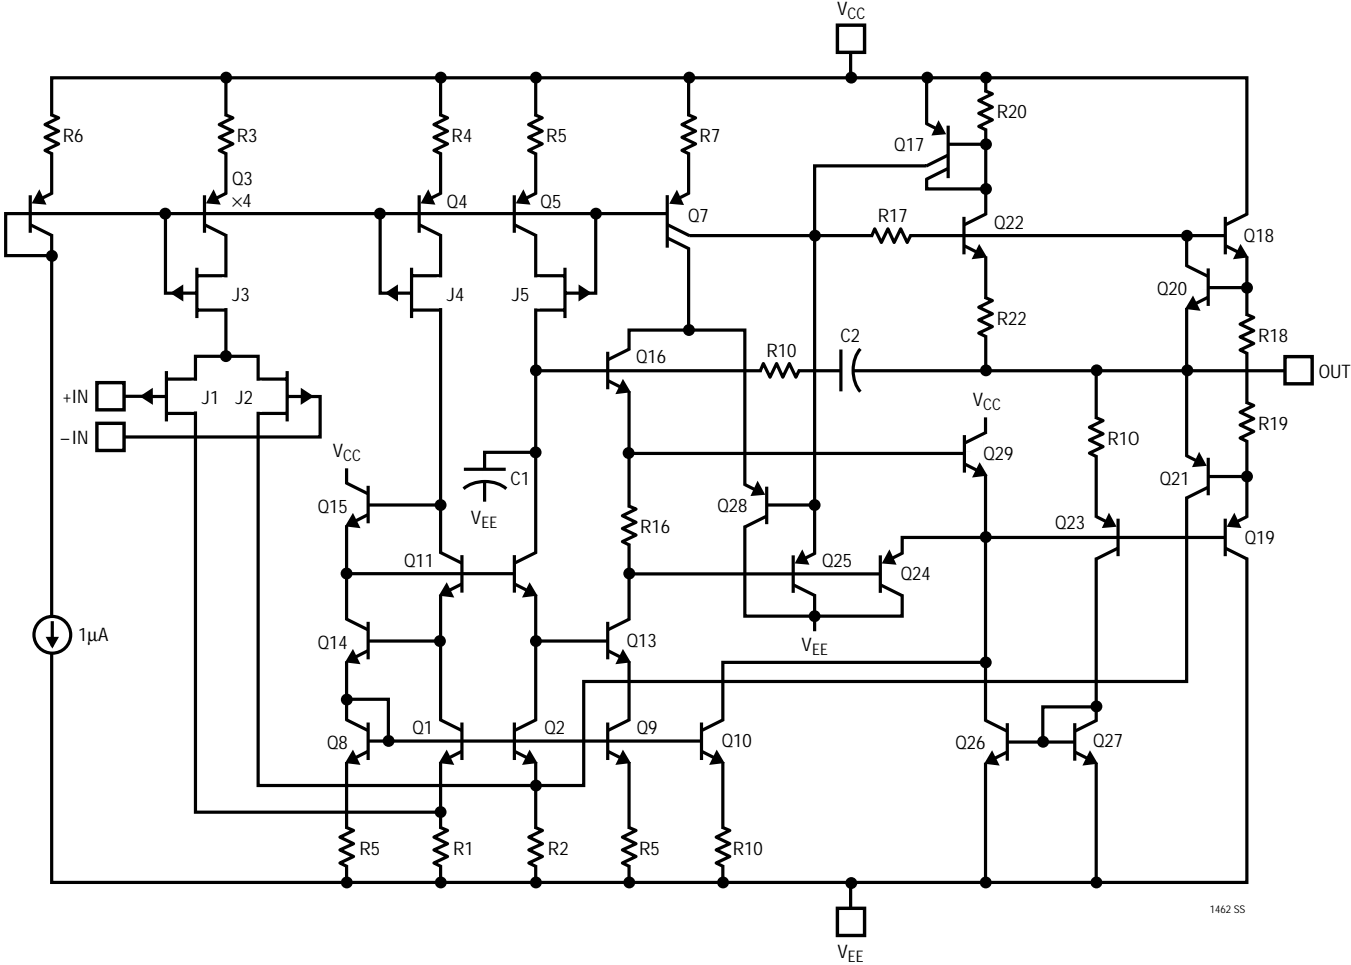 VCC
R6
R3
R4
R5
R7
R20
Q17
Q3
×4
Q4
Q5
Q7
R17
Q22
Q18
J3
J4
J5
Q20
R22
R18
C2
R10
Q16
OUT
+IN
J1
J2
−IN
VCC
R10
R19
VCC
Q29
C1
VEE
Q15
Q28
Q21
R16
Q23
Q19
Q11
Q25
Q24
1µA
Q14
Q13
VEE
Q8
Q1
Q2
Q9
Q10
Q26
Q27
R5
R1
R2
R5
R10
1462 SS
VEE